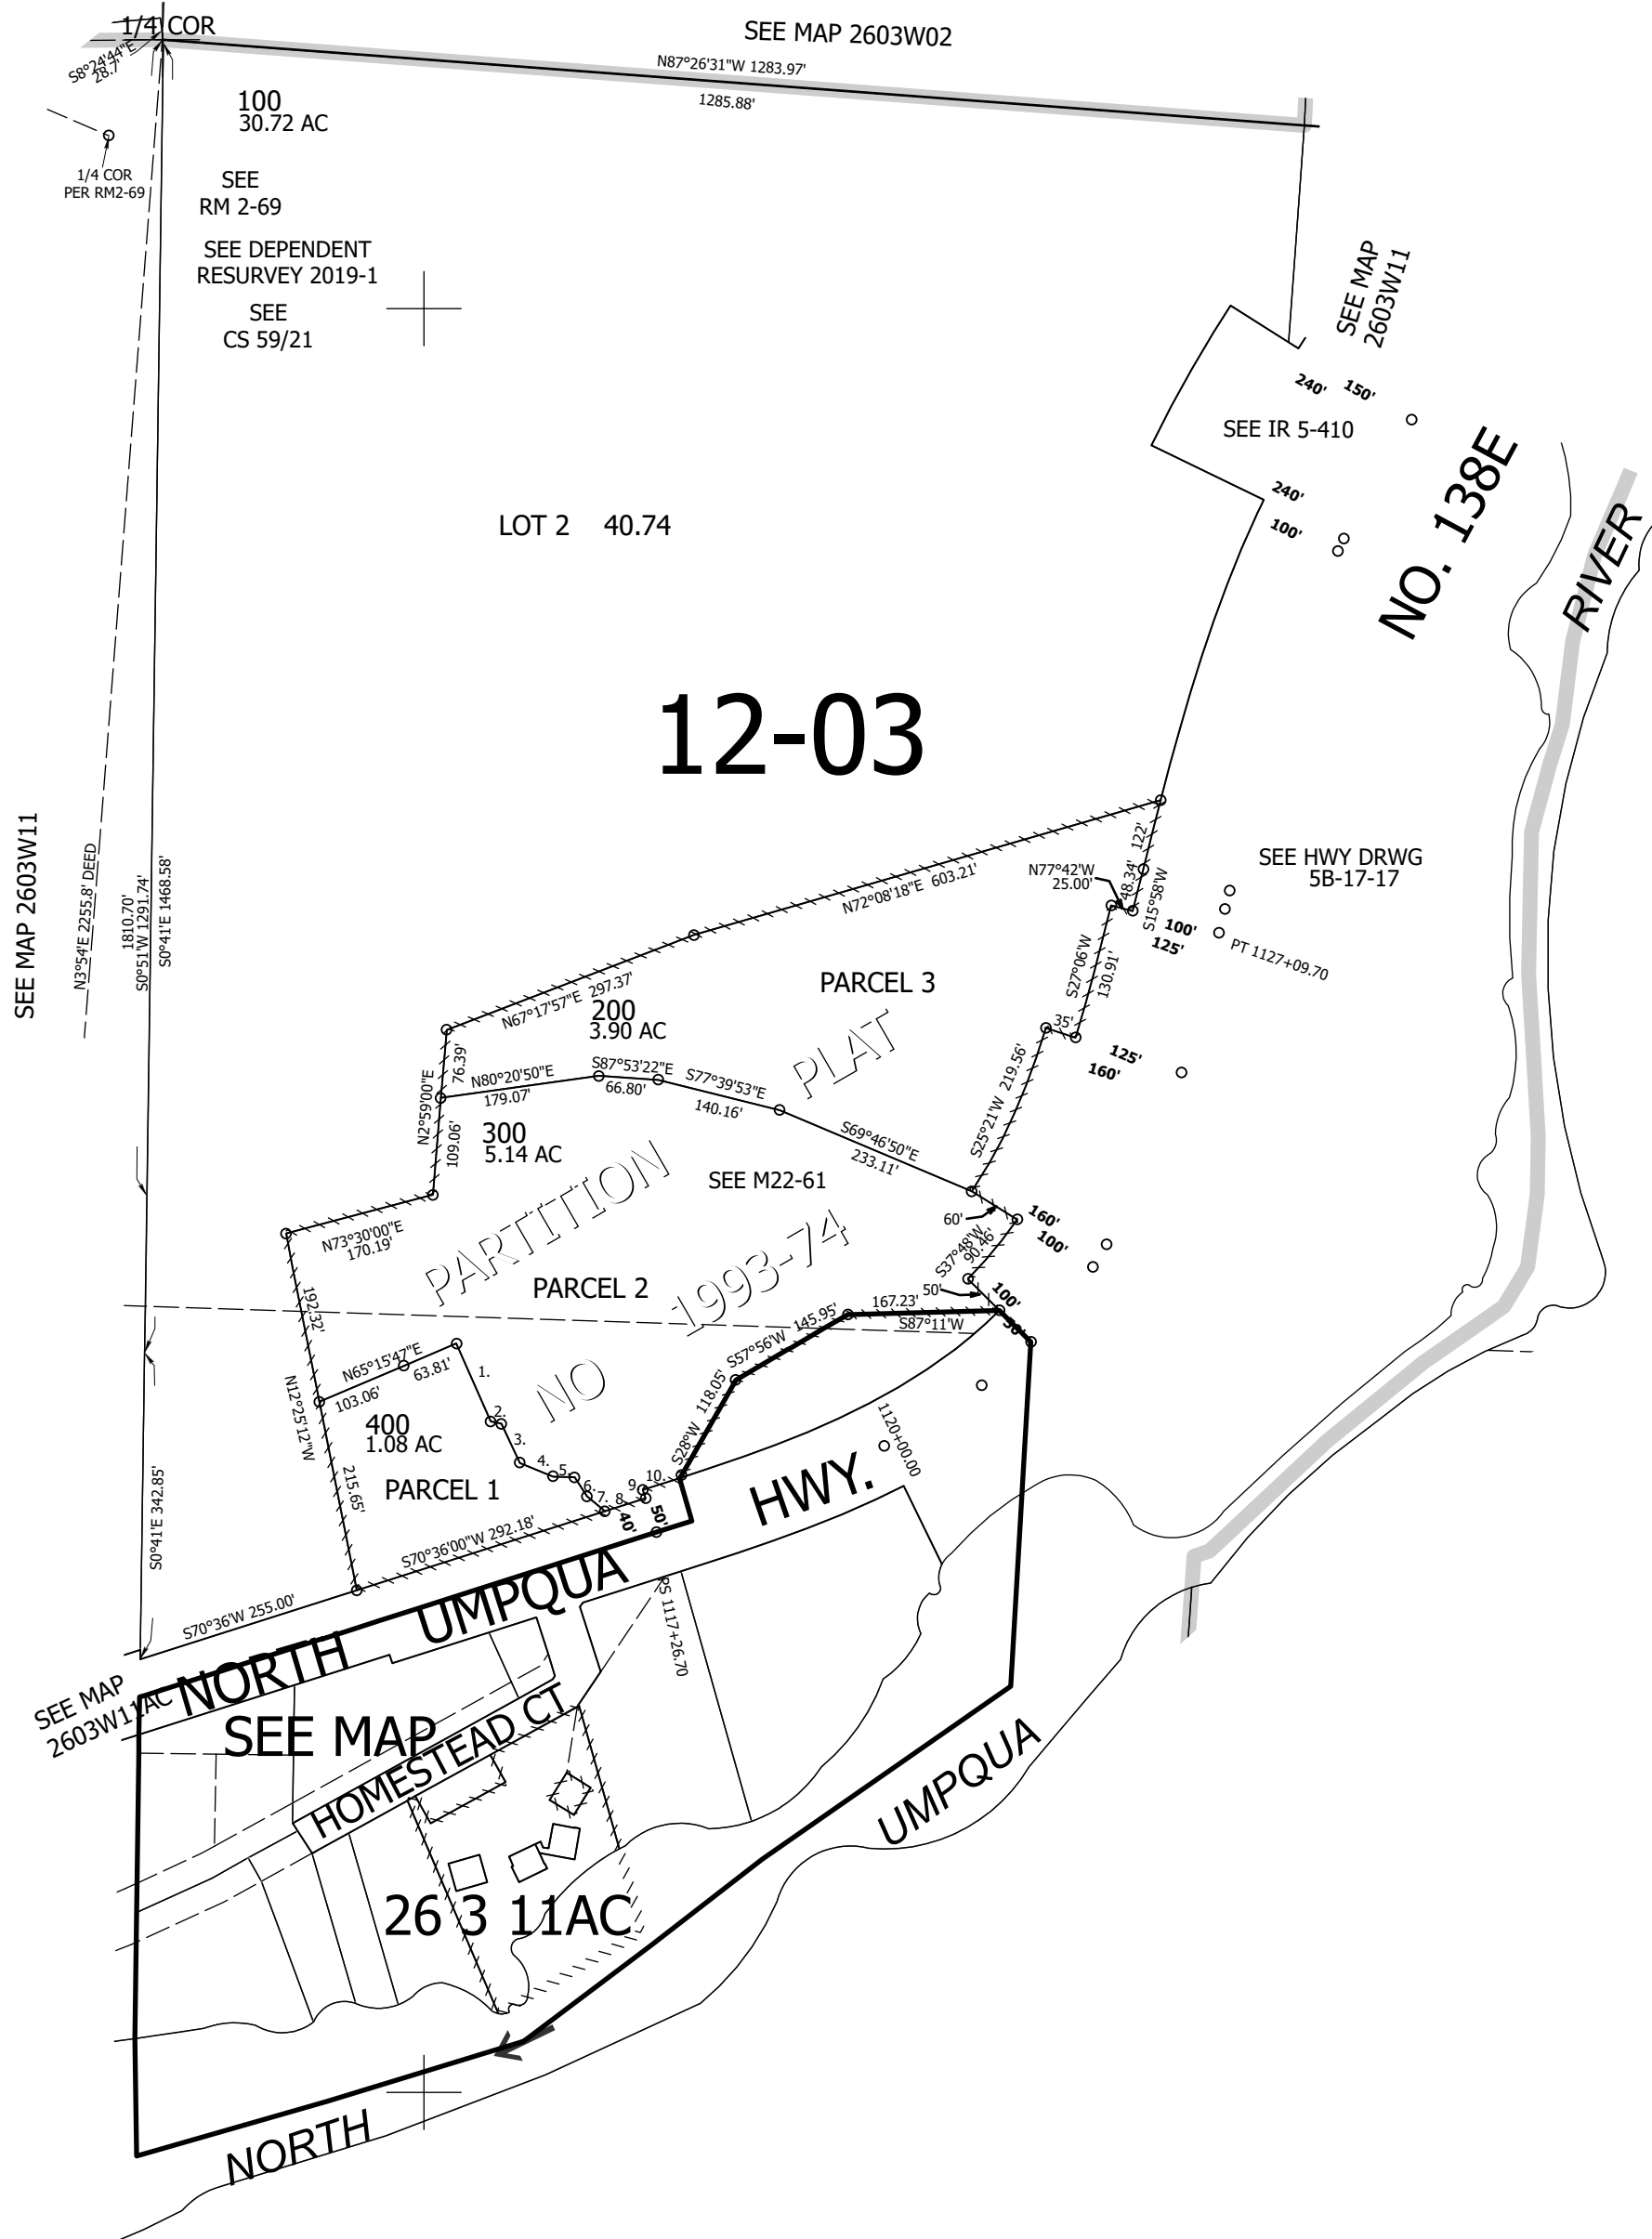 1/4 COR
SEE MAP 2603W02
S8°24'44"E
28.7'
N87°26'31"W 1283.97'
1285.88'
100
30.72 AC
1/4 COR
PER RM2-69
SEE
RM 2-69
SEE DEPENDENT
RESURVEY 2019-1
SEE
CS 59/21
SEE MAP
2603W11
240' 150'
SEE IR 5-410
240'
100'
NO. 138E
RIVER
LOT 2 40.74
12-03
SEE MAP 2603W11
N3°54'E 2255.8' DEED
1810.70'
S0°51'W 1291.74'
S0°41'E 1468.58'
SEE HWY DRWG
5B-17-17
122'
48.34'
S15°58'W
N77°42'W
25.00'
N72°08'18"E 603.21'
100'
125'
PT 1127+09.70
S27°06'W
130.91'
PARCEL 3
N67°17'57"E 297.37'
200
3.90 AC
35'
125'
160'
PLAT
76.39'
N2°59'00"E
109.06'
N80°20'50"E
179.07'
S87°53'22"E
66.80'
S77°39'53"E
140.16'
S25°21'W 219.56'
300
5.14 AC
S69°46'50"E
233.11'
SEE M22-61
60'
160'
100'
N73°30'00"E
170.19'
PARTITION
S37°48'W
90.46'
PARCEL 2
1993-74
50'
100'
50'
192.32'
167.23'
S87°11'W
S57°56'W 145.95'
N65°15'47"E
103.06'
63.81'
1.
NO
N12°25'12"W
215.65'
400
1.08 AC
2.
3.
4.
5.
6.
7.
8.
9.
10.
S28°W 118.05'
1120+00.00
PARCEL 1
40'
50'
HWY.
S0°41'E 342.85'
S70°36'00"W 292.18'
S70°36'W 255.00'
UMPQUA
NORTH
PS 1117+26.70
SEE MAP
2603W11AC
SEE MAP
HOMESTEAD CT
26 3 11AC
UMPQUA
NORTH